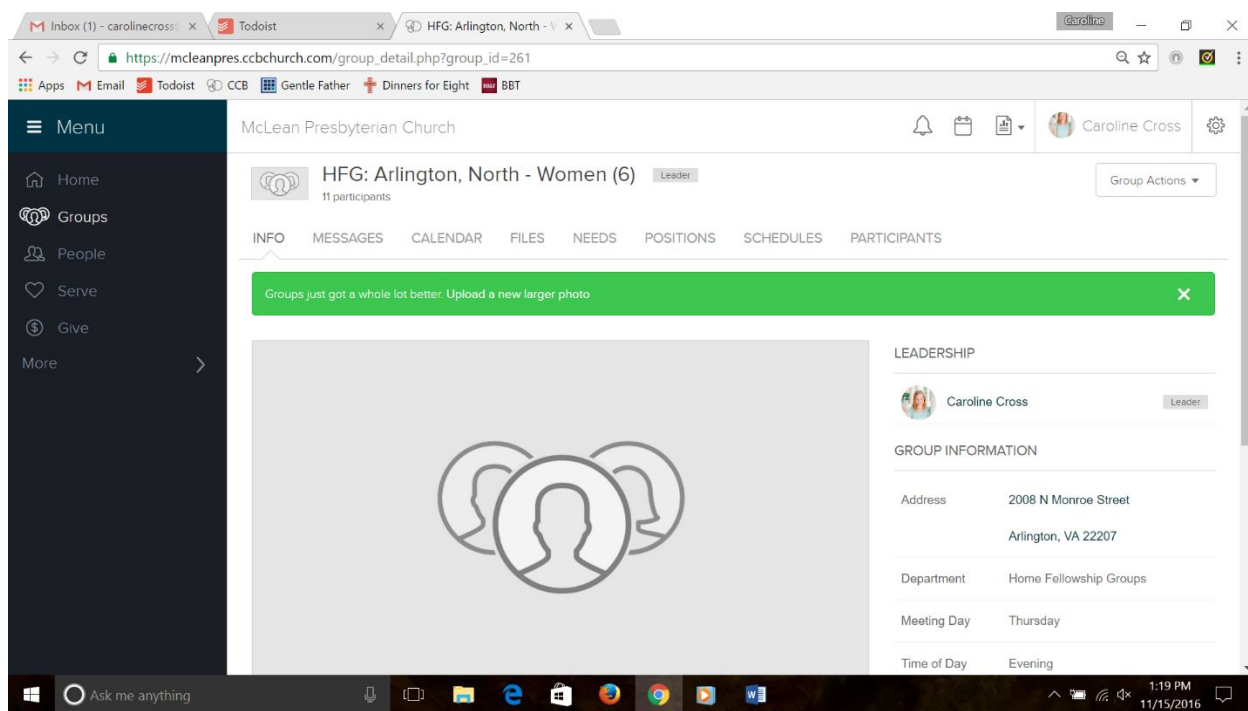 Inbox (1) - carolinecross Todoist HFG: Arlington, North - W Caroline
https://mcleanpres.ccbchurch.com/group_detail.php?group_id=261
Apps Email Todoist CCB Gentle Father Dinners for Eight BBT
Menu McLean Presbyterian Church Caroline Cross
Home
Groups
People
Serve
Give
More
HFG: Arlington, North - Women (6) Leader
11 participants
Group Actions
INFO MESSAGES CALENDAR FILES NEEDS POSITIONS SCHEDULES PARTICIPANTS
Groups just got a whole lot better. Upload a new larger photo
LEADERSHIP
Caroline Cross Leader
GROUP INFORMATION
Address 2008 N Monroe Street
Arlington, VA 22207
Department Home Fellowship Groups
Meeting Day Thursday
Time of Day Evening
Ask me anything
1:19 PM
11/15/2016